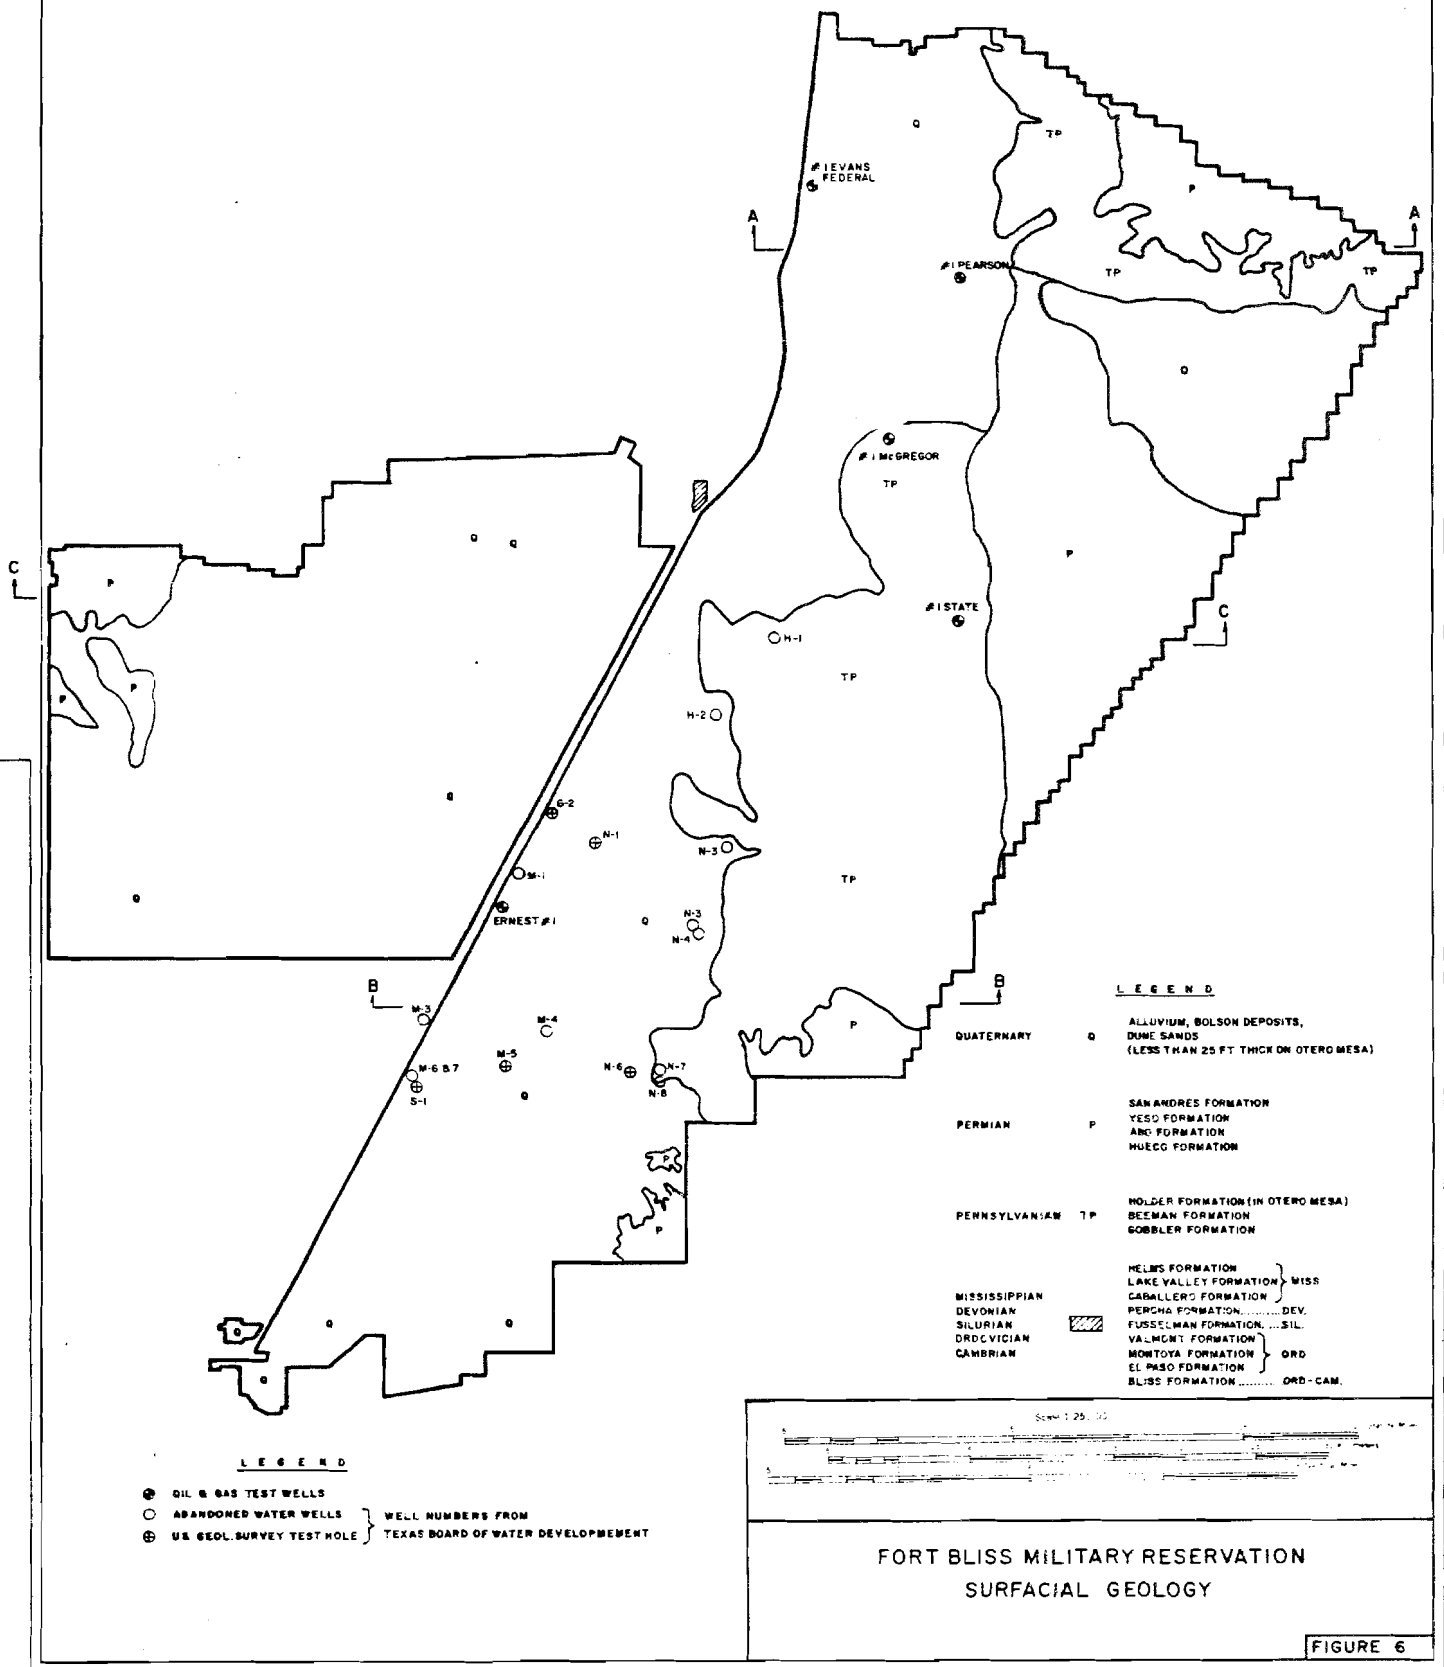 Q
TP
# 1 EVANS
FEDERAL
P
A
A
# 1 PEARSON
TP
TP
Q
# 1 McGREGOR
TP
Q
Q
P
C
P
# 1 STATE
C
H-1
P
P
TP
H-2
Q
G-2
N-1
N-3
M-1
TP
Q
ERNEST # 1
Q
N-3
N-4
B
B
M-3
M-4
P
M-5
M-6 & 7
N-6
N-7
S-1
Q
N-8
P
P
Q
Q
Q
Q
LEGEND
QUATERNARY Q ALLUVIUM, BOLSON DEPOSITS,
DUNE SANDS
(LESS THAN 25 FT THICK ON OTERO MESA)
PERMIAN P SAN ANDRES FORMATION
YESO FORMATION
ABO FORMATION
HUECO FORMATION
PENNSYLVANIAN TP HOLDER FORMATION (IN OTERO MESA)
BEEMAN FORMATION
GOBBLER FORMATION
HELMS FORMATION
LAKE VALLEY FORMATION } MISS
MISSISSIPPIAN CABALLERO FORMATION
DEVONIAN PERCHA FORMATION.........DEV.
SILURIAN FUSSELMAN FORMATION....SIL.
ORDOVICIAN VALMONT FORMATION
CAMBRIAN MONTOYA FORMATION } ORD
EL PASO FORMATION
BLISS FORMATION......... ORD-CAM.
LEGEND
OIL & GAS TEST WELLS
ABANDONED WATER WELLS } WELL NUMBERS FROM
US GEOL. SURVEY TEST HOLE } TEXAS BOARD OF WATER DEVELOPMEMENT
Scale
FORT BLISS MILITARY RESERVATION
SURFACIAL GEOLOGY
FIGURE 6